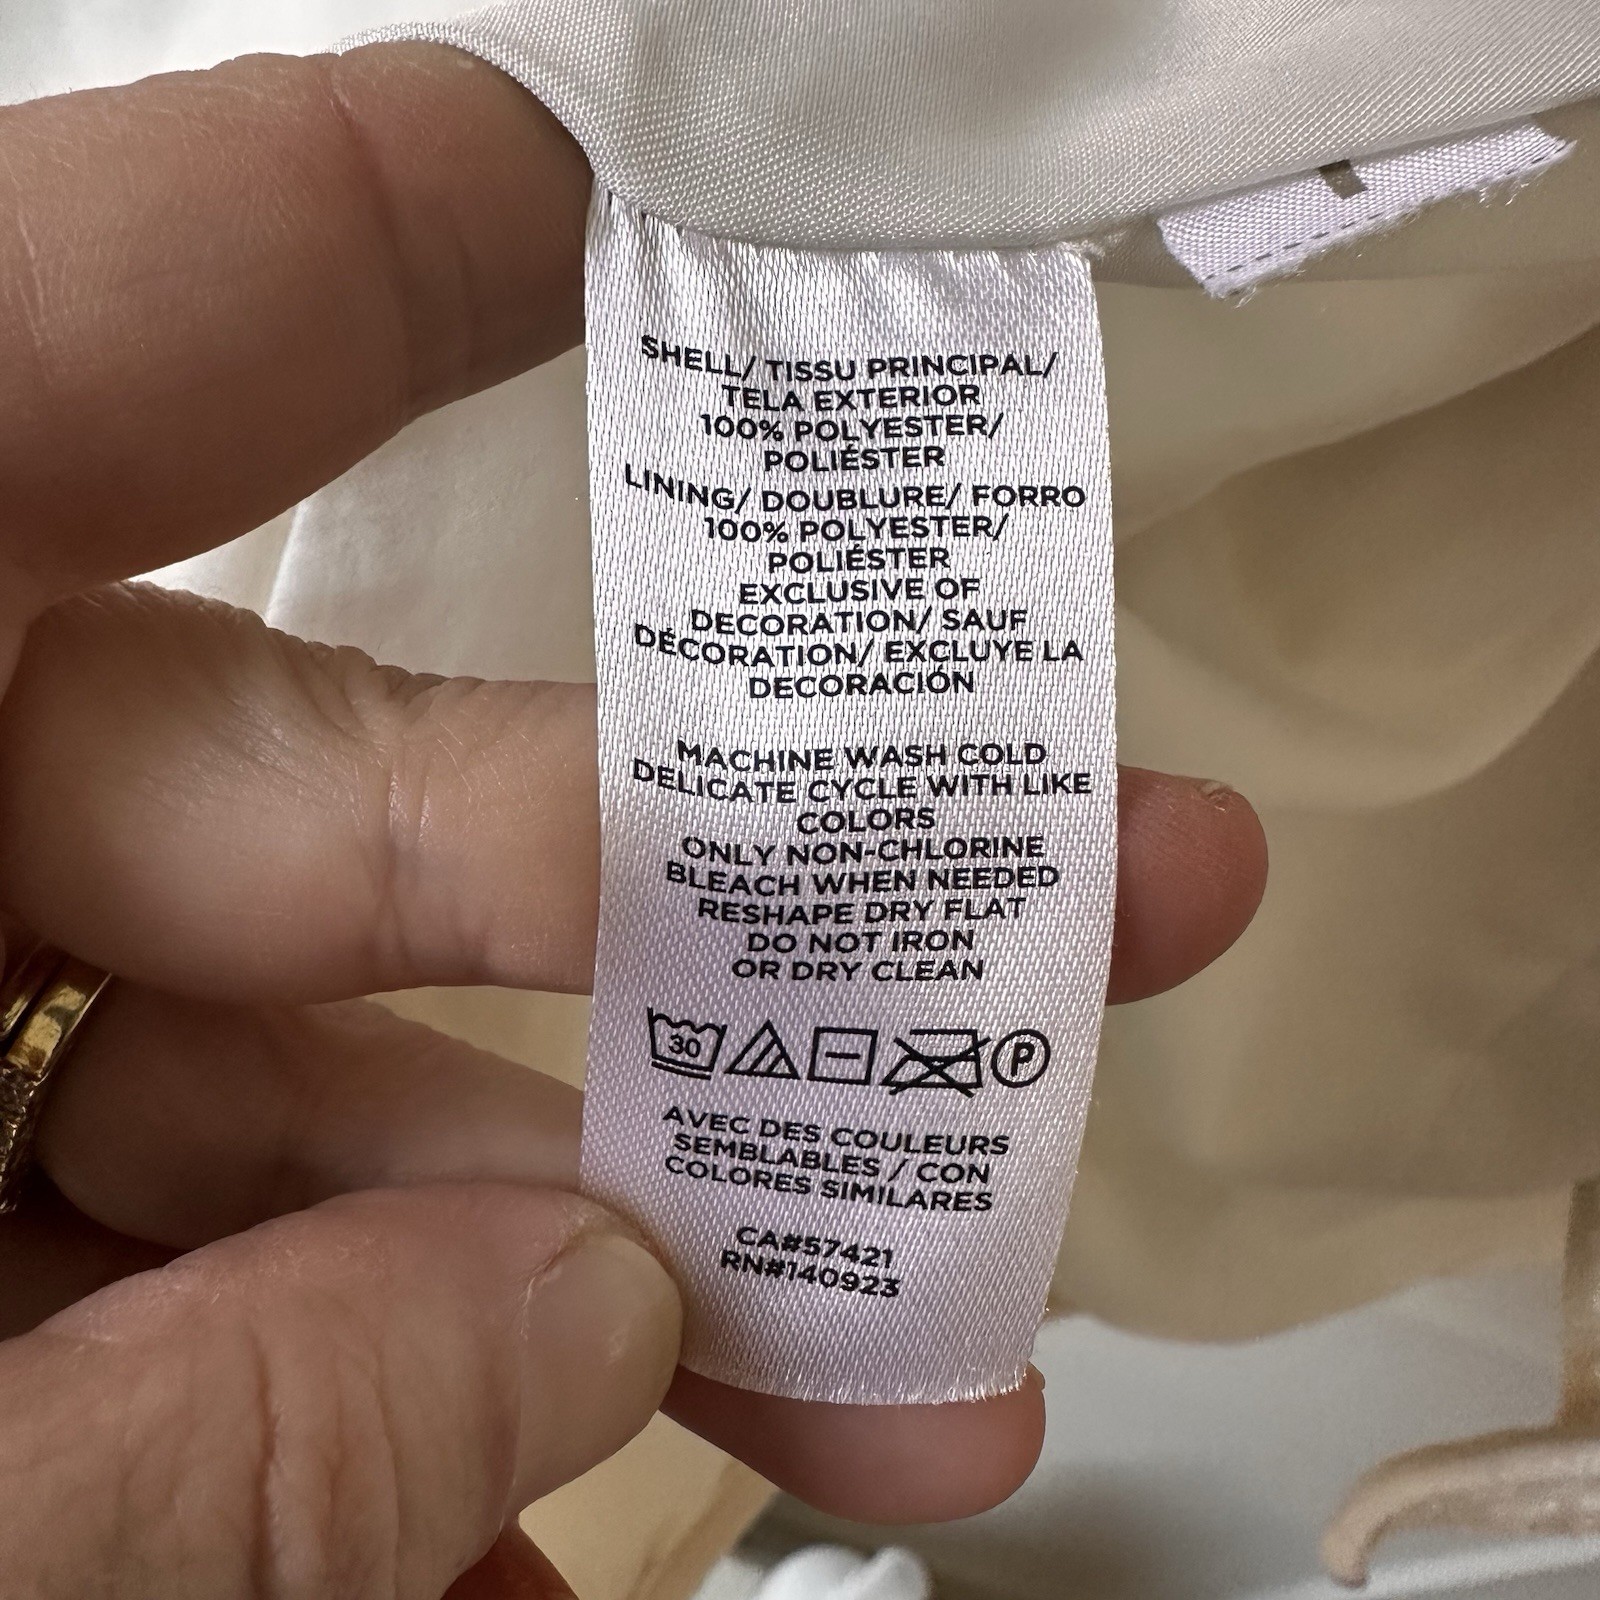 SHELL/ TISSU PRINCIPAL/
TELA EXTERIOR
100% POLYESTER/
POLIÉSTER
LINING/ DOUBLURE/ FORRO
100% POLYESTER/
POLIÉSTER
EXCLUSIVE OF
DECORATION/ SAUF
DÉCORATION/ EXCLUYE LA
DECORACIÓN
MACHINE WASH COLD
DELICATE CYCLE WITH LIKE
COLORS
ONLY NON-CHLORINE
BLEACH WHEN NEEDED
RESHAPE DRY FLAT
DO NOT IRON
OR DRY CLEAN
30 P
AVEC DES COULEURS
SEMBLABLES / CON
COLORES SIMILARES
CA#57421
RN#140923